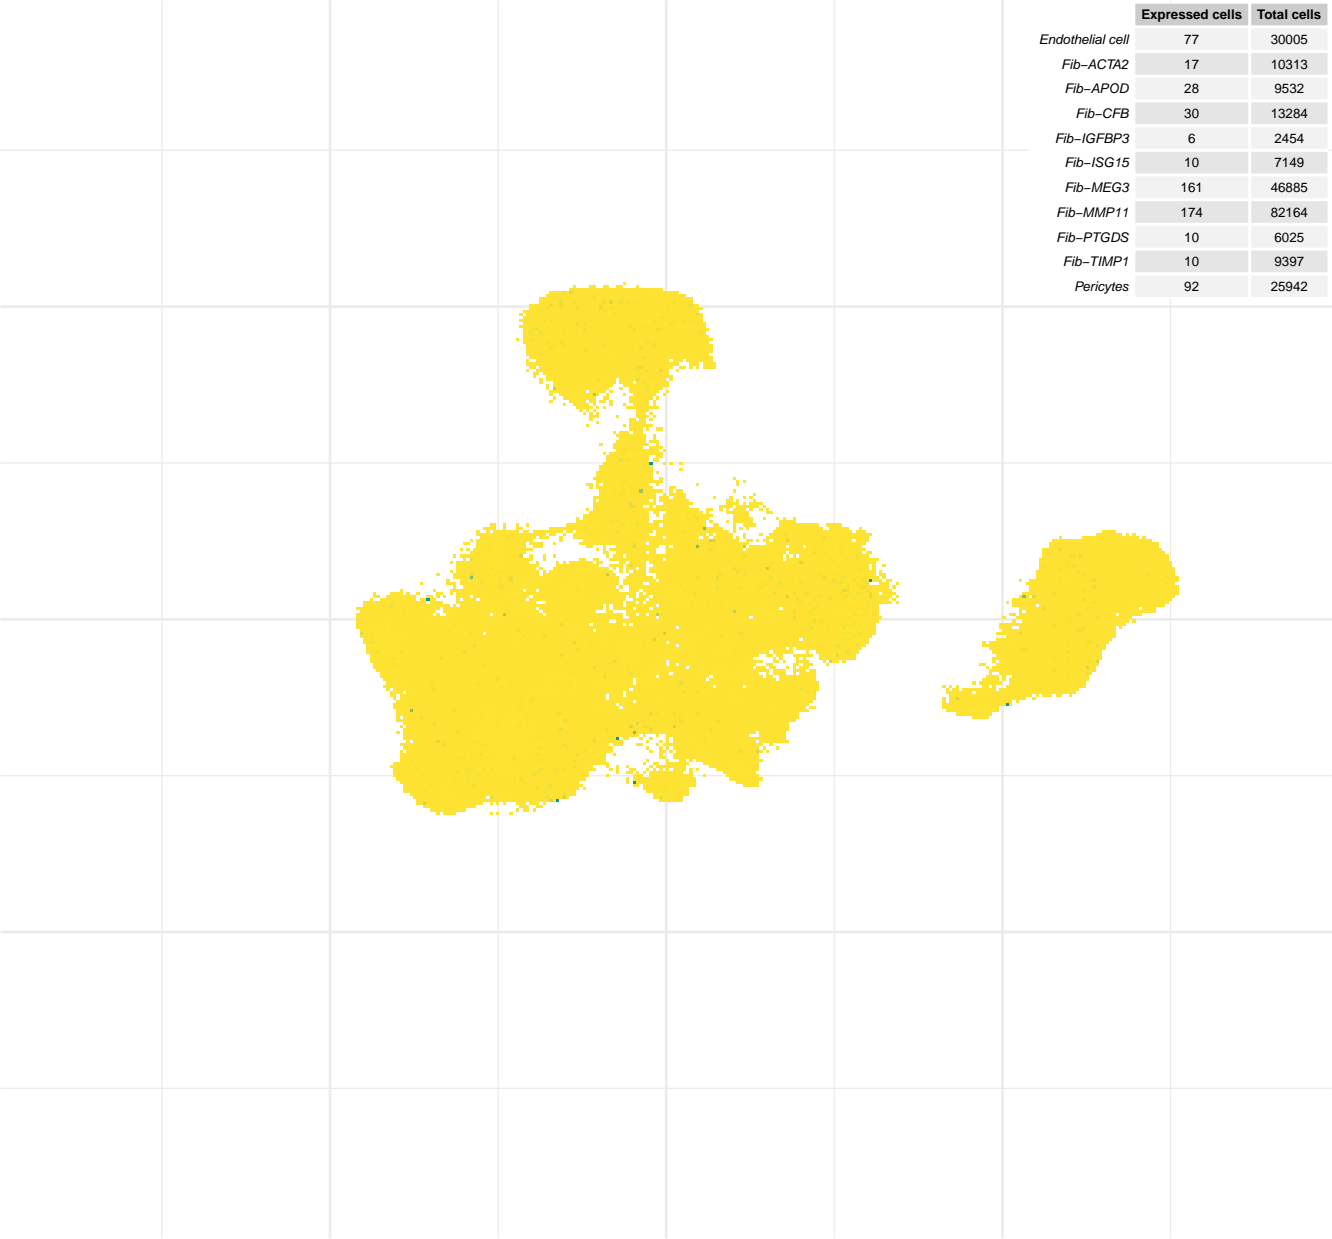 Expressed cells Total cells
Endothelial cell 77 30005
Fib−ACTA2 17 10313
Fib−APOD 28 9532
Fib−CFB 30 13284
Fib−IGFBP3 6 2454
Fib−ISG15 10 7149
Fib−MEG3 161 46885
Fib−MMP11 174 82164
Fib−PTGDS 10 6025
Fib−TIMP1 10 9397
Pericytes 92 25942